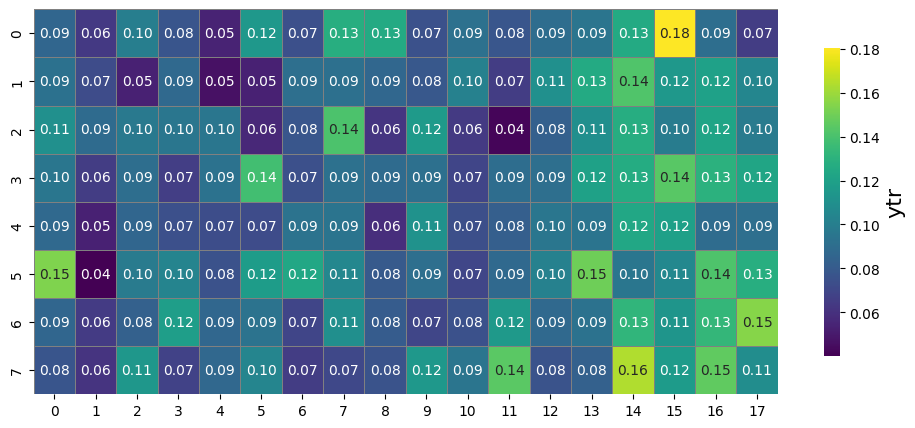 0 0.09 0.06 0.10 0.08 0.05 0.12 0.07 0.13 0.13 0.07 0.09 0.08 0.09 0.09 0.13 0.18 0.09 0.07
1 0.09 0.07 0.05 0.09 0.05 0.05 0.09 0.09 0.09 0.08 0.10 0.07 0.11 0.13 0.14 0.12 0.12 0.10
2 0.11 0.09 0.10 0.10 0.10 0.06 0.08 0.14 0.06 0.12 0.06 0.04 0.08 0.11 0.13 0.10 0.12 0.10
3 0.10 0.06 0.09 0.07 0.09 0.14 0.07 0.09 0.09 0.09 0.07 0.09 0.09 0.12 0.13 0.14 0.13 0.12
4 0.09 0.05 0.09 0.07 0.07 0.07 0.09 0.09 0.06 0.11 0.07 0.08 0.10 0.09 0.12 0.12 0.09 0.09
5 0.15 0.04 0.10 0.10 0.08 0.12 0.12 0.11 0.08 0.09 0.07 0.09 0.10 0.15 0.10 0.11 0.14 0.13
6 0.09 0.06 0.08 0.12 0.09 0.09 0.07 0.11 0.08 0.07 0.08 0.12 0.09 0.09 0.13 0.11 0.13 0.15
7 0.08 0.06 0.11 0.07 0.09 0.10 0.07 0.07 0.08 0.12 0.09 0.14 0.08 0.08 0.16 0.12 0.15 0.11
0 1 2 3 4 5 6 7 8 9 10 11 12 13 14 15 16 17
0.18
0.16
0.14
0.12
0.10
0.08
0.06
ytr